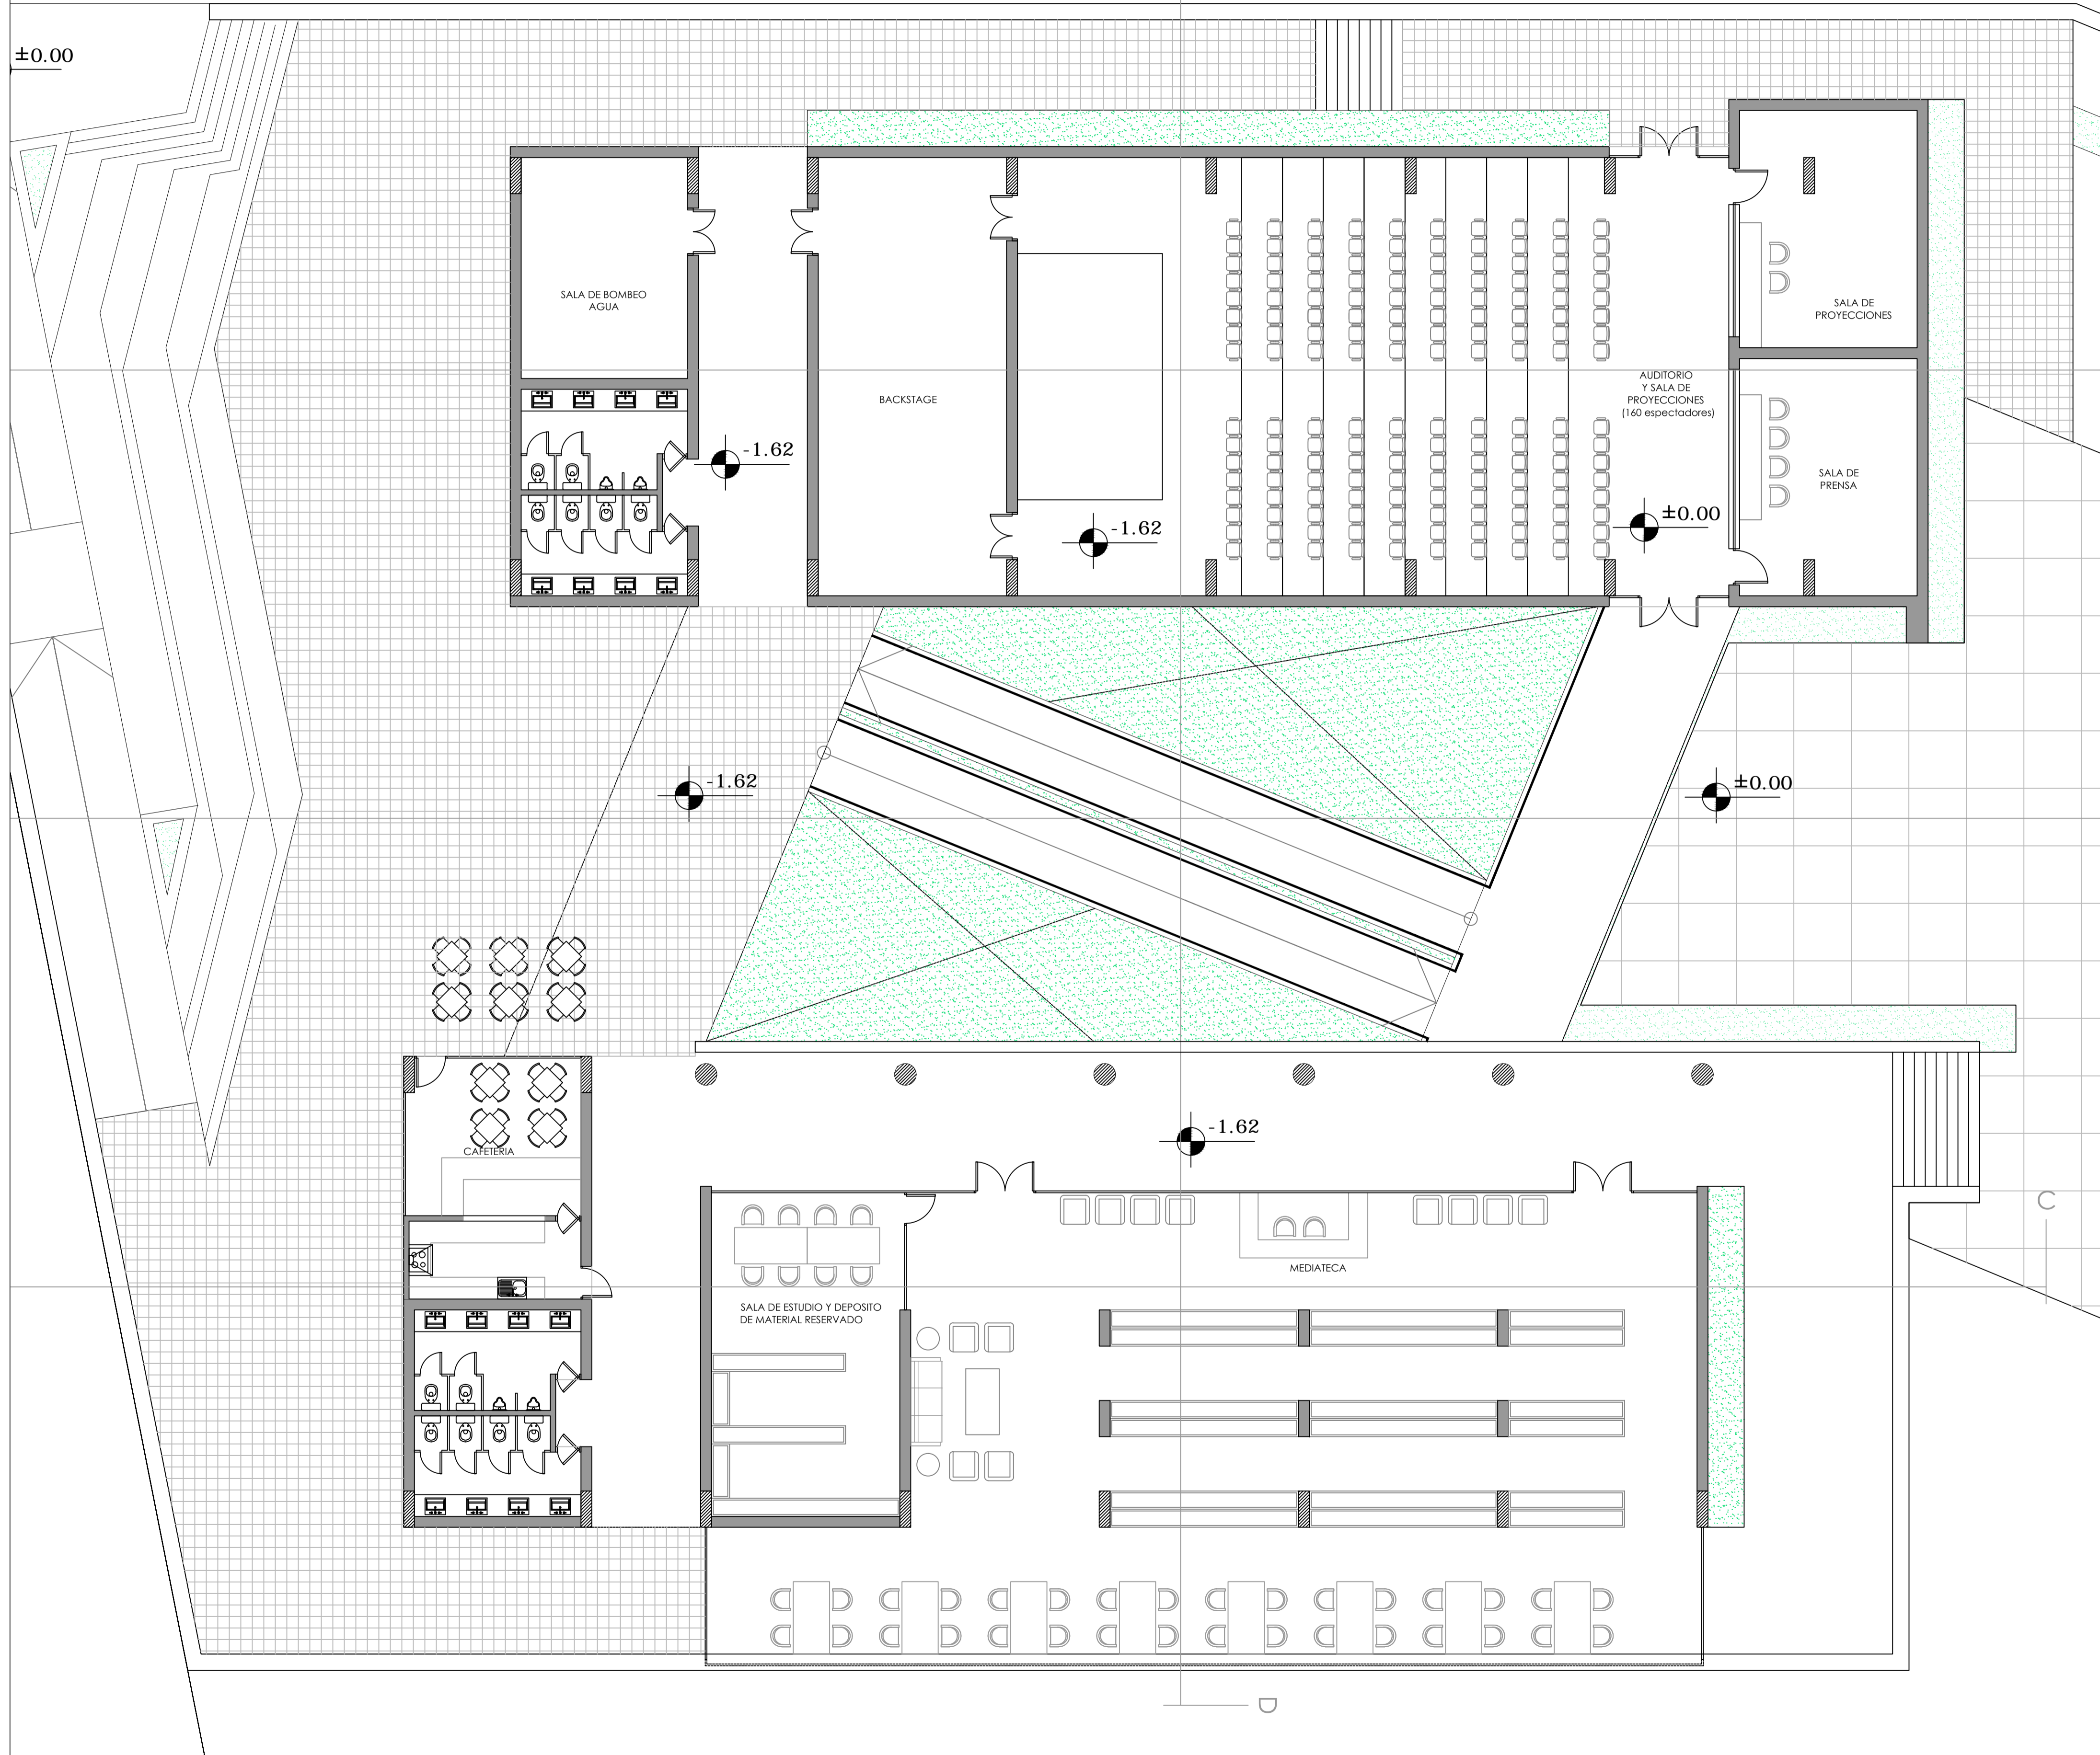 ±0.00
SALA DE BOMBEO
AGUA
SALA DE
PROYECCIONES
AUDITORIO
Y SALA DE
PROYECCIONES
(160 espectadores)
BACKSTAGE
-1.62
SALA DE
PRENSA
±0.00
-1.62
-1.62
±0.00
-1.62
CAFETERIA
C
MEDIATECA
SALA DE ESTUDIO Y DEPOSITO
DE MATERIAL RESERVADO
D